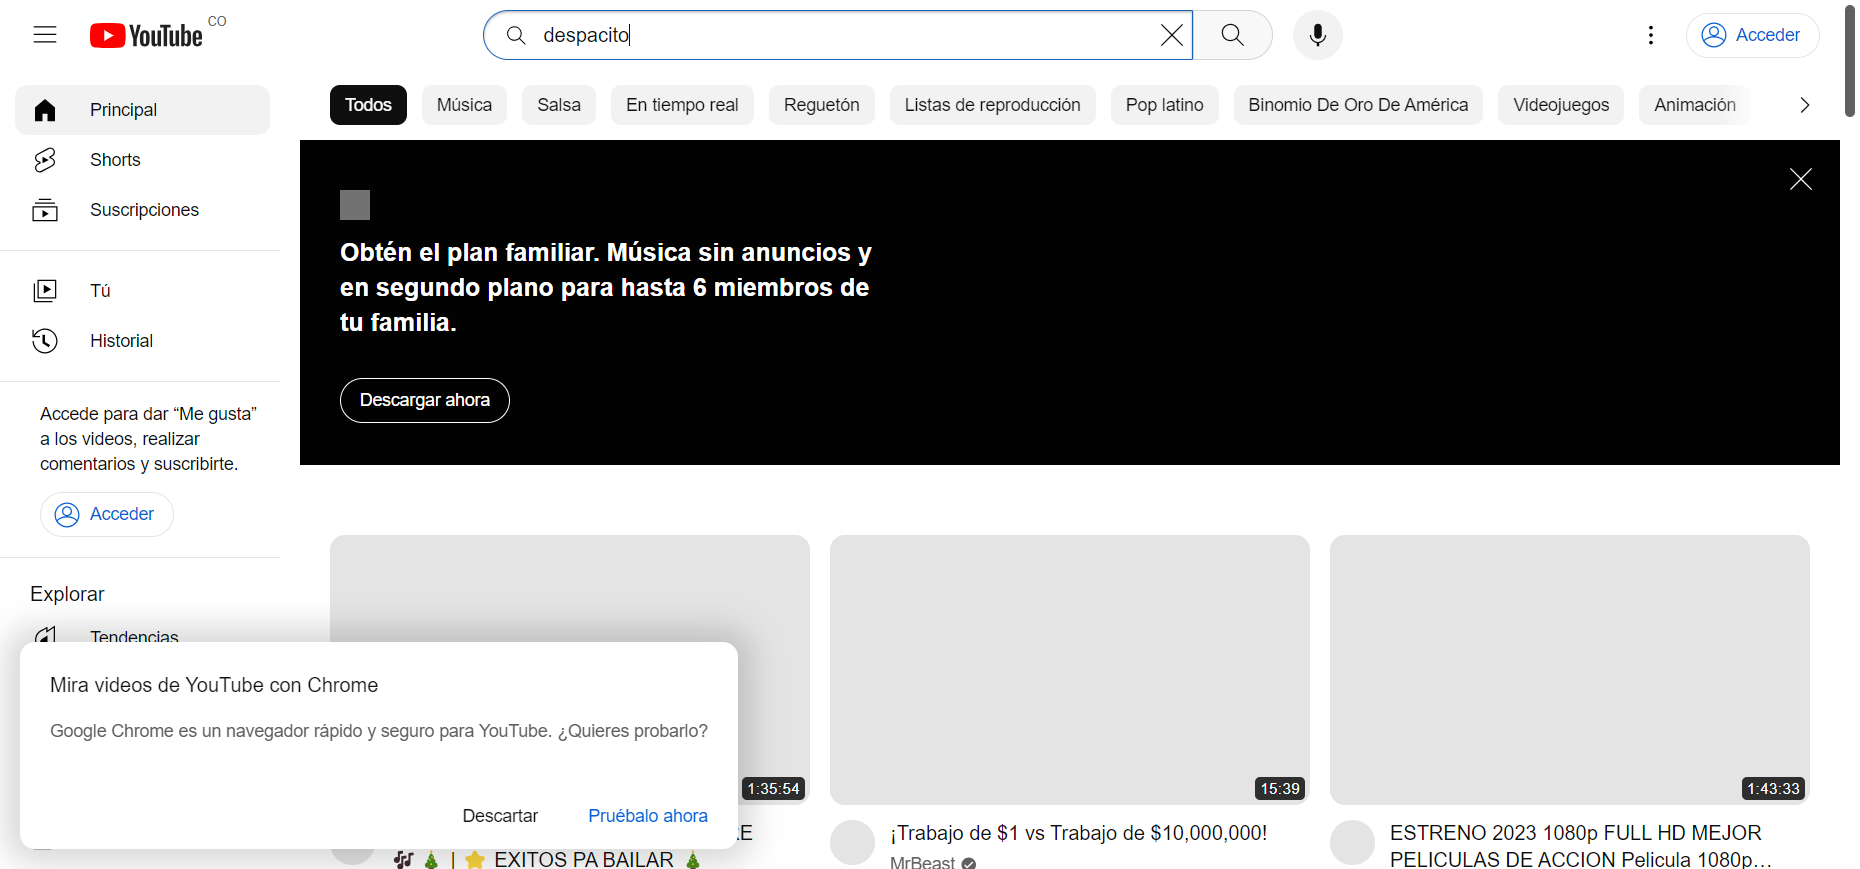 YouTube CO
despacito
Acceder
Todos
Música
Salsa
En tiempo real
Reguetón
Listas de reproducción
Pop latino
Binomio De Oro De América
Videojuegos
Animación
Principal
Shorts
Suscripciones
Tú
Historial
Accede para dar “Me gusta”
a los videos, realizar
comentarios y suscribirte.
Acceder
Explorar
Tendencias
Obtén el plan familiar. Música sin anuncios y
en segundo plano para hasta 6 miembros de
tu familia.
Descargar ahora
Mira videos de YouTube con Chrome
Google Chrome es un navegador rápido y seguro para YouTube. ¿Quieres probarlo?
Descartar
Pruébalo ahora
1:35:54
15:39
1:43:33
| ⭐ EXITOS PA BAILAR 🎄
¡Trabajo de $1 vs Trabajo de $10,000,000!
MrBeast
ESTRENO 2023 1080p FULL HD MEJOR
PELICULAS DE ACCION Pelicula 1080p...